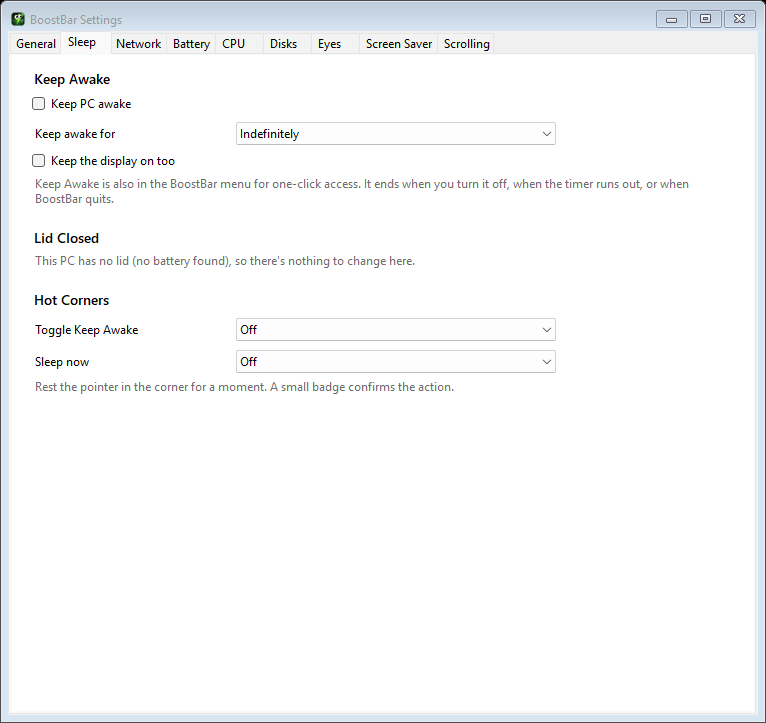 BoostBar Settings
General Sleep Network Battery CPU Disks Eyes Screen Saver Scrolling
Keep Awake
Keep PC awake
Keep awake for Indefinitely
Keep the display on too
Keep Awake is also in the BoostBar menu for one-click access. It ends when you turn it off, when the timer runs out, or when
BoostBar quits.
Lid Closed
This PC has no lid (no battery found), so there's nothing to change here.
Hot Corners
Toggle Keep Awake Off
Sleep now Off
Rest the pointer in the corner for a moment. A small badge confirms the action.